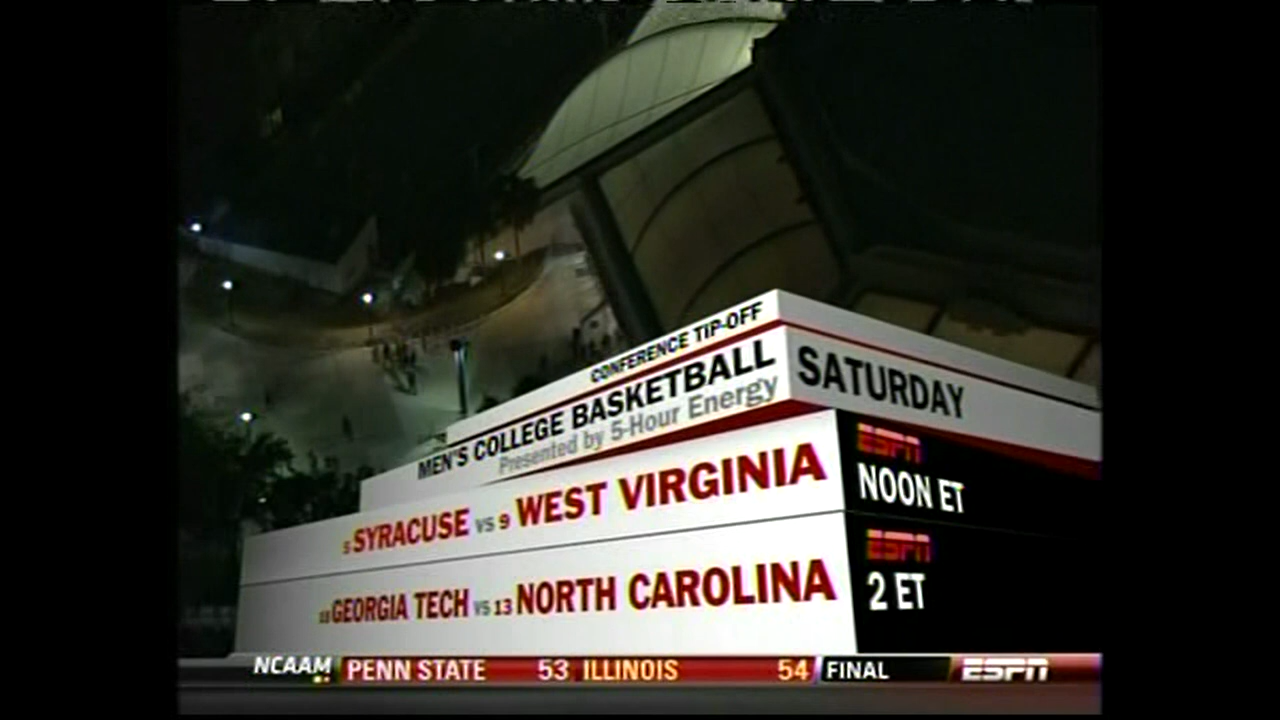 CONFERENCE TIP-OFF
MEN'S COLLEGE BASKETBALL
Presented by 5-Hour Energy
SATURDAY
5 SYRACUSE VS 9 WEST VIRGINIA
ESPN
NOON ET
GEORGIA TECH VS 13 NORTH CAROLINA
ESPN
2 ET
NCAAM PENN STATE 53 ILLINOIS 54 FINAL ESPN